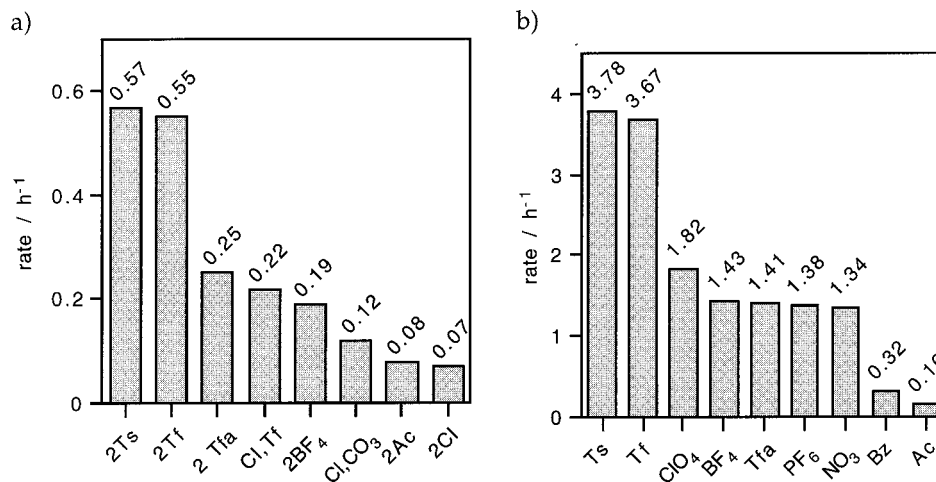 a)
0.57
0.55
0.25
0.22
0.19
0.12
0.08
0.07
0.6
0.4
0.2
0
rate / h⁻¹
2Ts
2Tf
2 Tfa
Cl,Tf
2BF₄
Cl,CO₃
2Ac
2Cl
b)
3.78
3.67
1.82
1.43
1.41
1.38
1.34
0.32
4
3
2
1
0
rate / h⁻¹
Ts
Tf
ClO₄
BF₄
Tfa
PF₆
NO₃
Bz
Ac